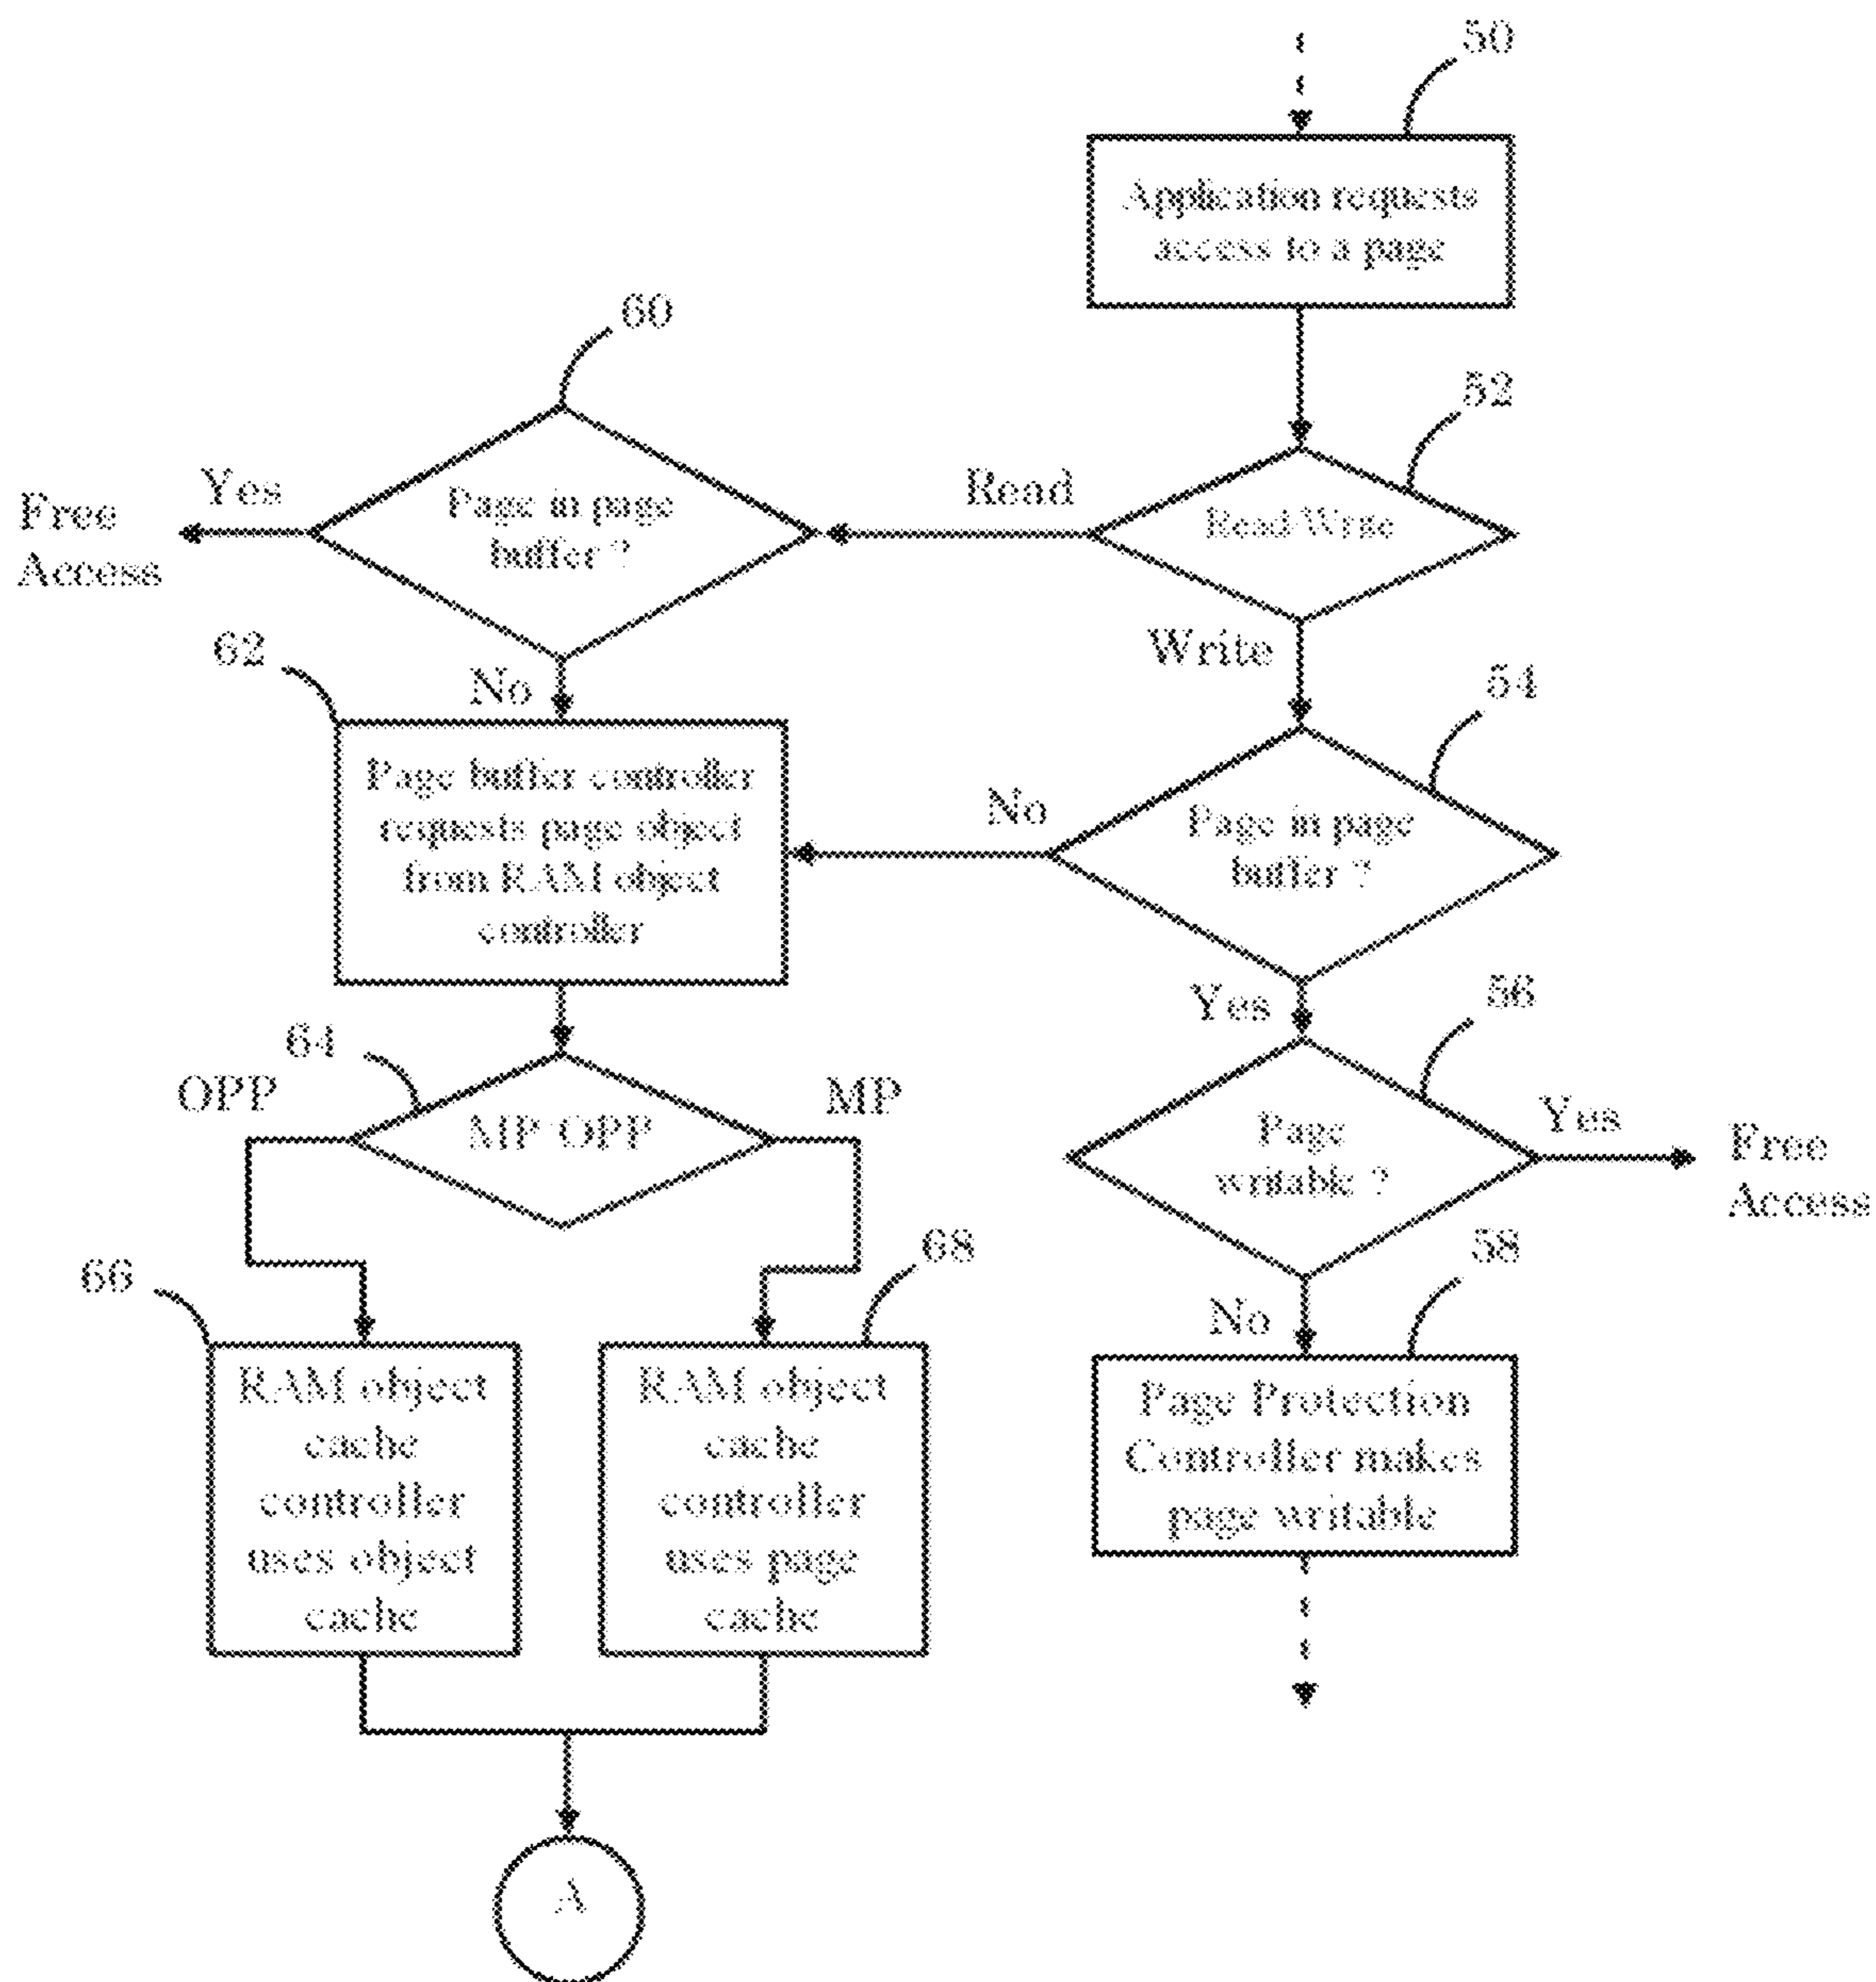 50
Application requests
access to a page
60
52
Yes
Free
Access
Page in page
buffer ?
Read
Read/Write
62
No
Write
54
Page buffer controller
requests page object
from RAM object
controller
No
Page in page
buffer ?
Yes
56
64
OPP
MP/OPP
MP
Page
writable ?
Yes
Free
Access
66
68
58
No
RAM object
cache
controller
uses object
cache
RAM object
cache
controller
uses page
cache
Page Protection
Controller makes
page writable
A